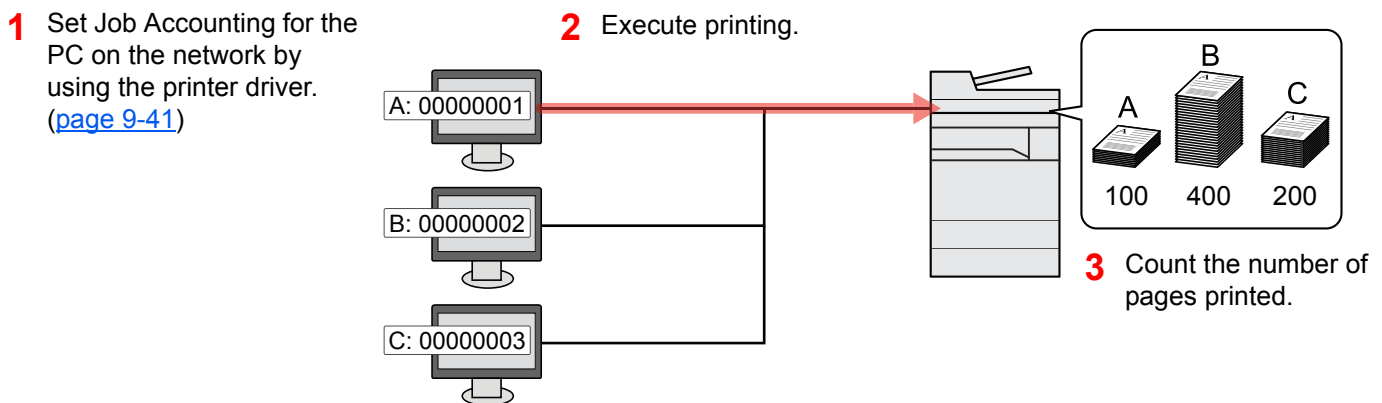 1 Set Job Accounting for the
PC on the network by
using the printer driver.
(page 9-41)
2 Execute printing.
A: 00000001
B: 00000002
C: 00000003
A
B
C
100
400
200
3 Count the number of
pages printed.